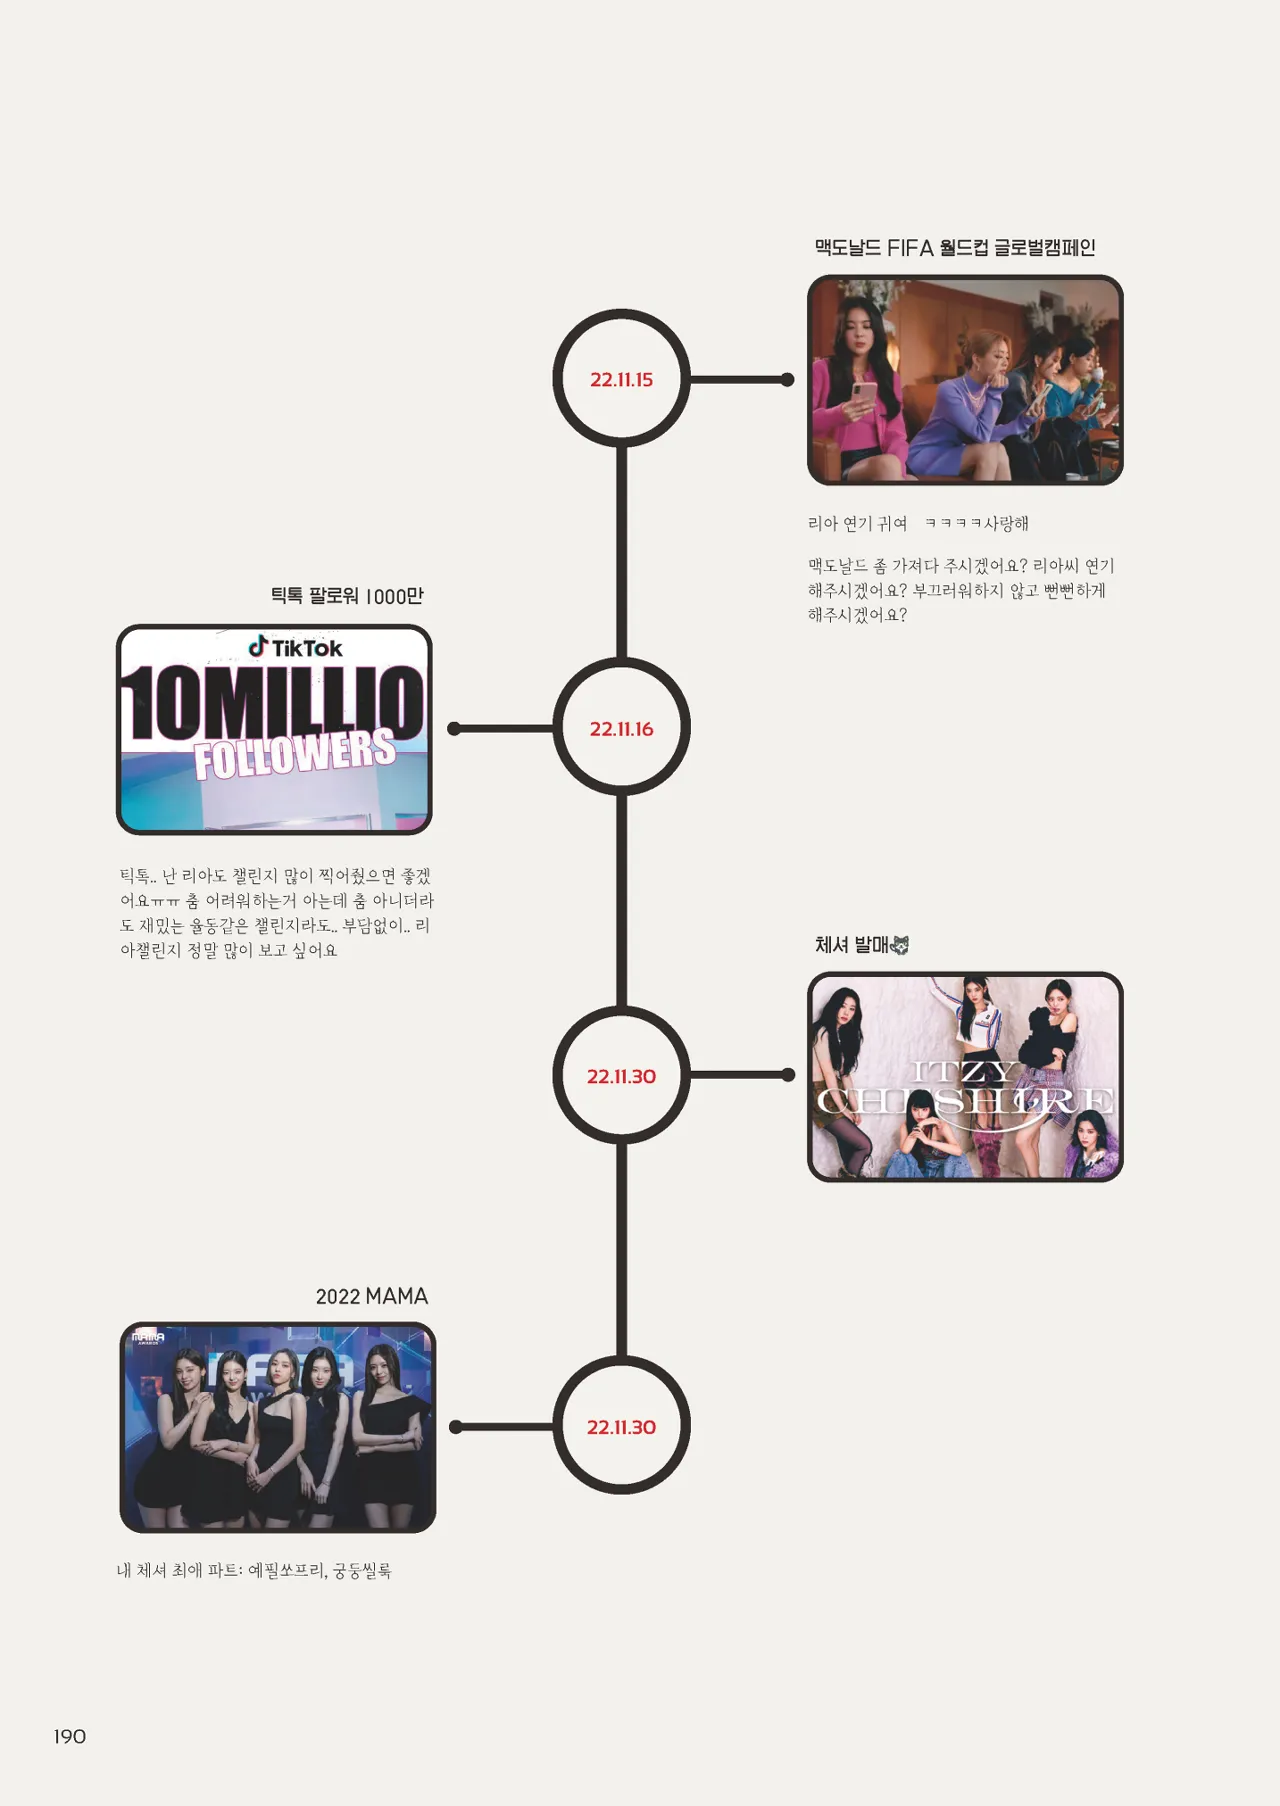 맥도날드 FIFA 월드컵 글로벌캠페인
22.11.15
리아 연기 귀여 ㅋㅋㅋㅋ사랑해
맥도날드 좀 가져다 주시겠어요? 리아씨 연기
해주시겠어요? 부끄러워하지 않고 뻔뻔하게
해주시겠어요?
틱톡 팔로워 1000만
TikTok
10MILLIO
FOLLOWERS
22.11.16
틱톡.. 난 리아도 챌린지 많이 찍어줬으면 좋겠
어요ㅠㅠ 춤 어려워하는거 아는데 춤 아니더라
도 재밌는 율동같은 챌린지라도.. 부담없이.. 리
아챌린지 정말 많이 보고 싶어요
체셔 발매
22.11.30
ITZY
CHESHIRE
2022 MAMA
MAMA
AWARDS
22.11.30
내 체셔 최애 파트: 예필쏘프리, 궁둥씰룩
190